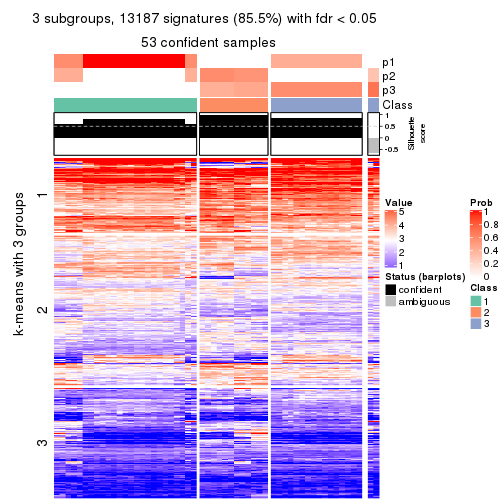 3 subgroups, 13187 signatures (85.5%) with fdr < 0.05
53 confident samples
p1
p2
p3
Class
1
0.5
0
-0.5
Silhouette
score
k-means with 3 groups
1
2
3
Value
5
4
3
2
1
Status (barplots)
confident
ambiguous
Prob
1
0.8
0.6
0.4
0.2
0
Class
1
2
3